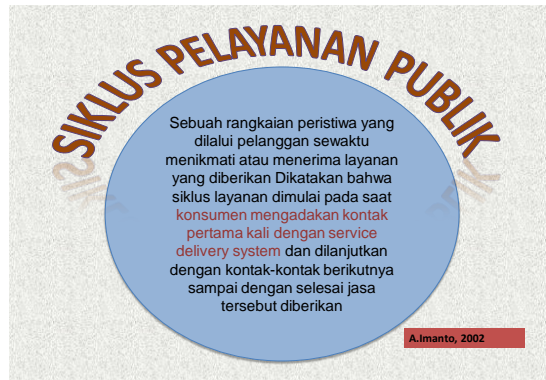 SIKLUS PELAYANAN PUBLIK
Sebuah rangkaian peristiwa yang
dilalui pelanggan sewaktu
menikmati atau menerima layanan
yang diberikan Dikatakan bahwa
siklus layanan dimulai pada saat
konsumen mengadakan kontak
pertama kali dengan service
delivery system dan dilanjutkan
dengan kontak-kontak berikutnya
sampai dengan selesai jasa
tersebut diberikan
A.Imanto, 2002